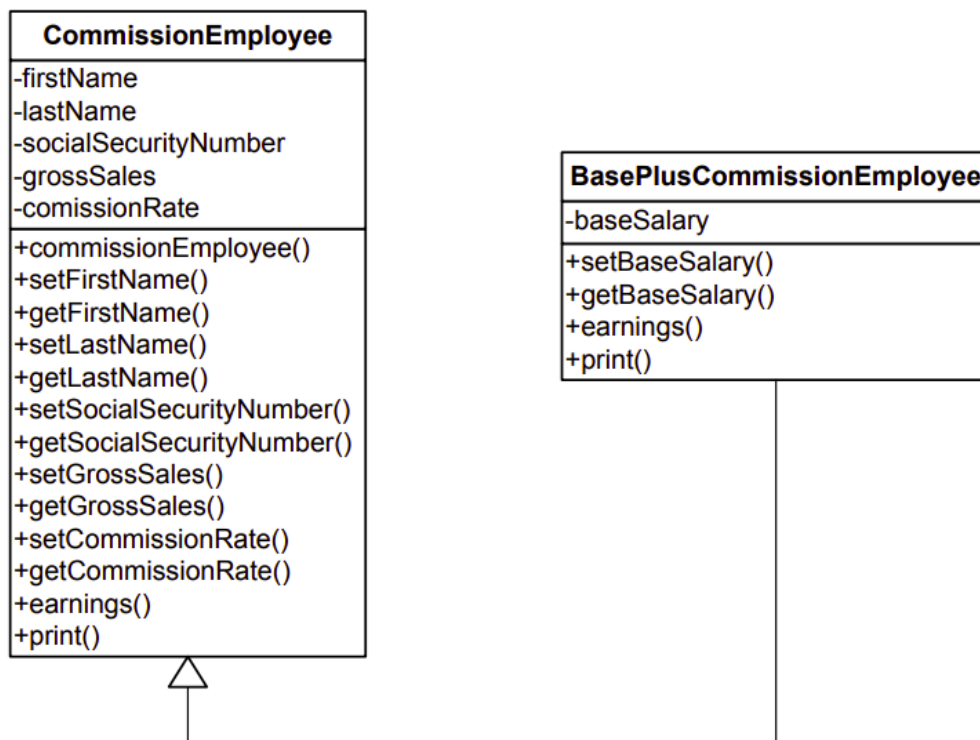 CommissionEmployee
-firstName
-lastName
-socialSecurityNumber
-grossSales
-comissionRate
+commissionEmployee()
+setFirstName()
+getFirstName()
+setLastName()
+getLastName()
+setSocialSecurityNumber()
+getSocialSecurityNumber()
+setGrossSales()
+getGrossSales()
+setCommissionRate()
+getCommissionRate()
+earnings()
+print()
BasePlusCommissionEmployee
-baseSalary
+setBaseSalary()
+getBaseSalary()
+earnings()
+print()